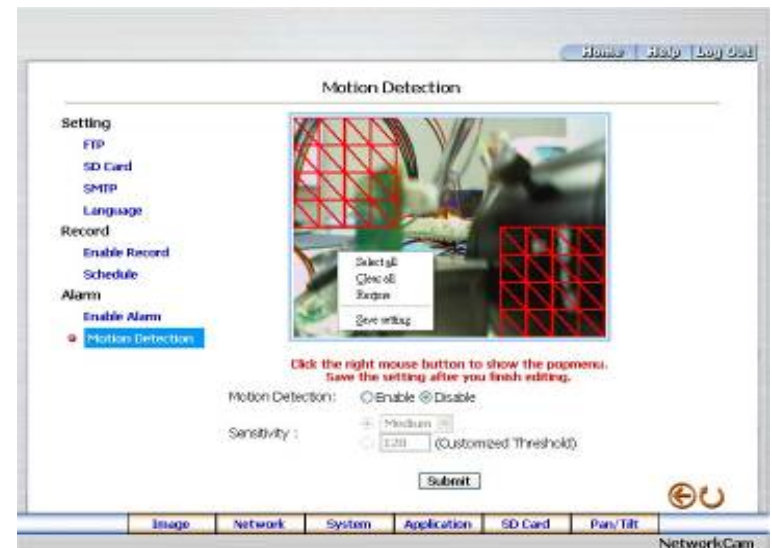 Home Help Log Out
Motion Detection
Setting
FTP
SD Card
SMTP
Language
Record
Enable Record
Schedule
Alarm
Enable Alarm
Motion Detection
Select all
Clear all
Restore
Save setting
Click the right mouse button to show the popmenu.
Save the setting after you finish editing.
Motion Detection: Enable Disable
Sensitivity : Medium
128 (Customized Threshold)
Submit
Image Network System Application SD Card Pan/Tilt
NetworkCam